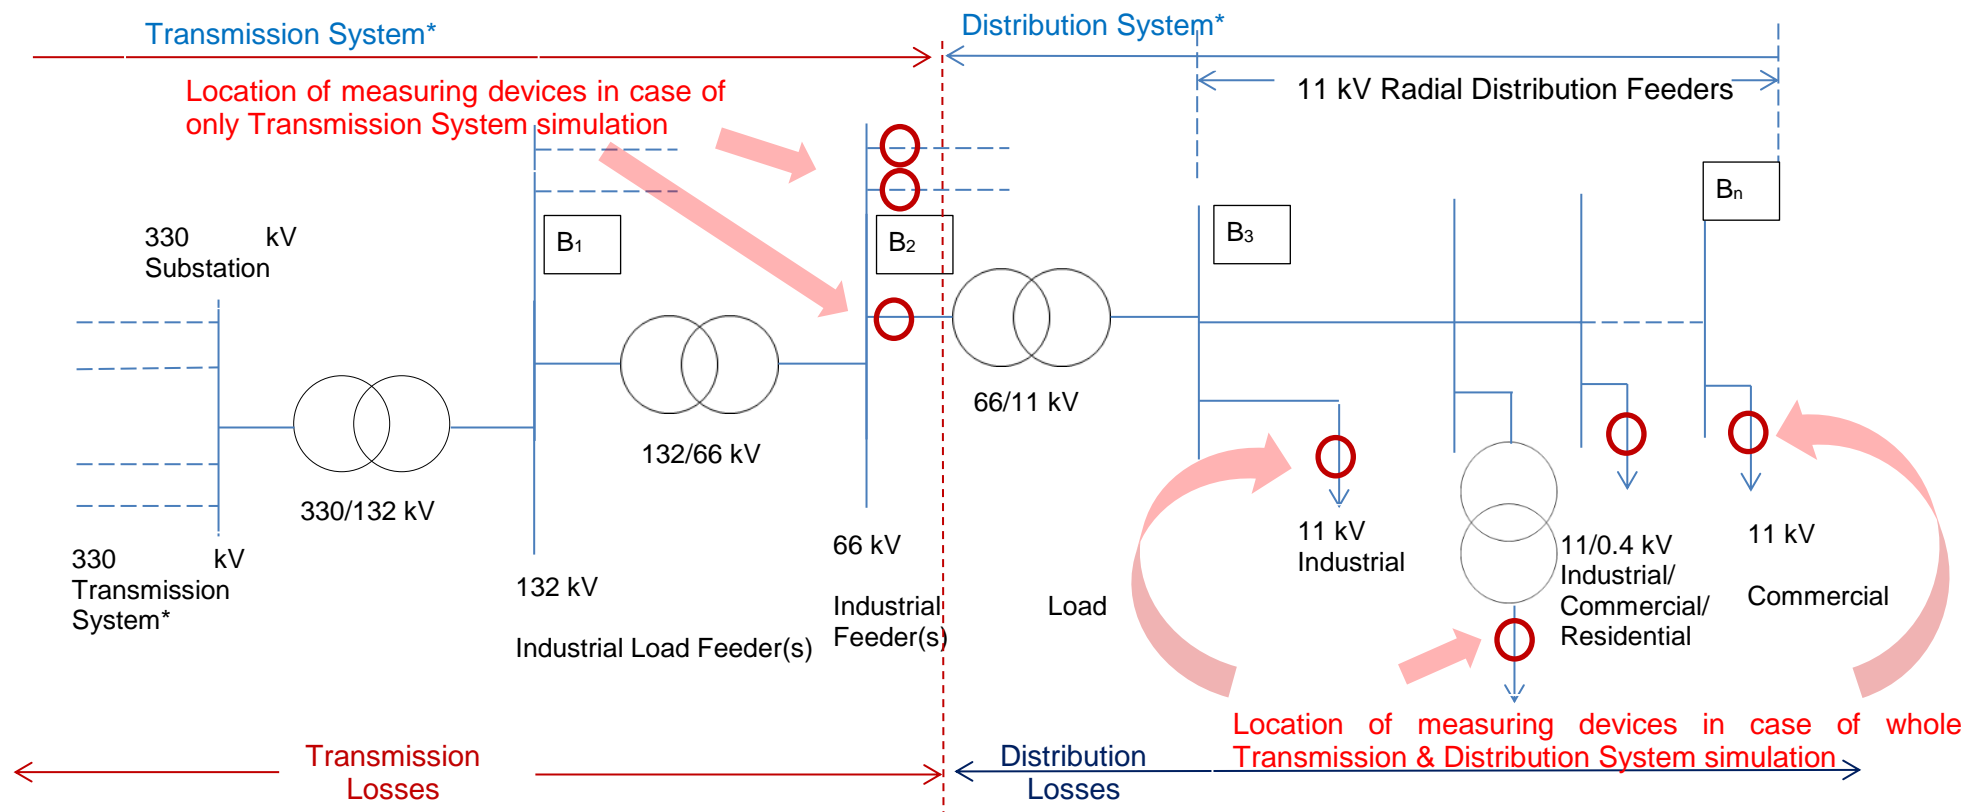 Transmission System*
Distribution System*
Location of measuring devices in case of
only Transmission System simulation
11 kV Radial Distribution Feeders
330 kV
Substation
B1
B2
B3
Bn
330/132 kV
132/66 kV
66/11 kV
330 kV
Transmission
System*
132 kV
Industrial Load Feeder(s)
66 kV
Industrial Load
Feeder(s)
11 kV
Industrial
11/0.4 kV
Industrial/
Commercial/
Residential
11 kV
Commercial
Location of measuring devices in case of whole
Transmission & Distribution System simulation
Transmission
Losses
Distribution
Losses